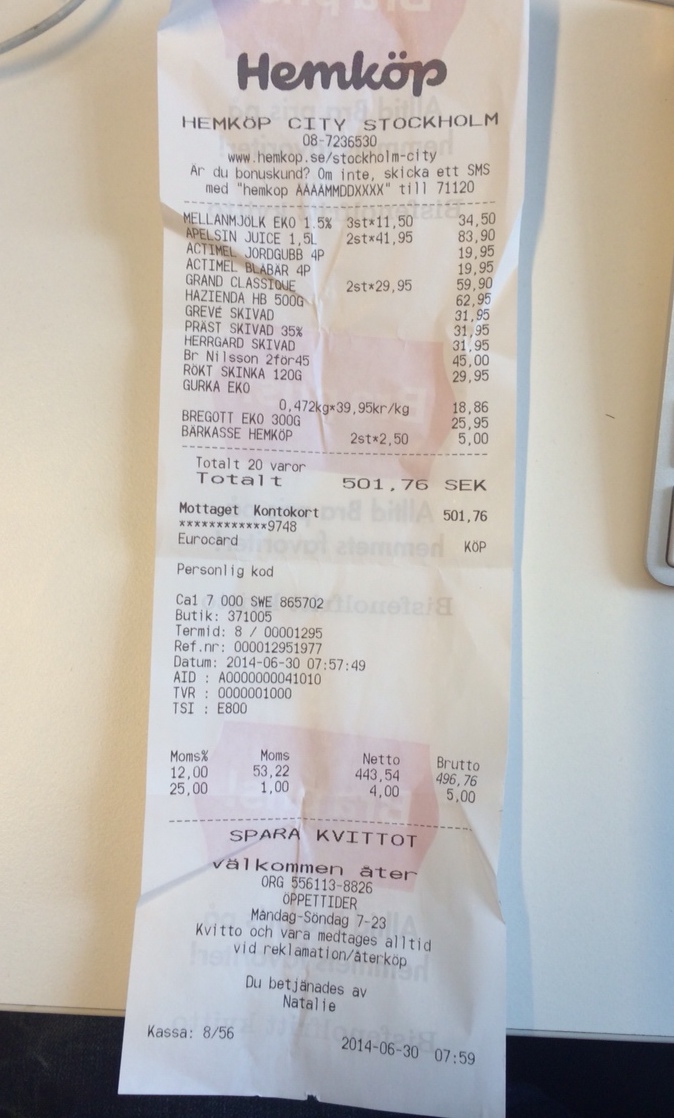 Hemköp
HEMKÖP CITY STOCKHOLM
08-7236530
www.hemkop.se/stockholm-city
Är du bonuskund? Om inte, skicka ett SMS
med "hemkop AAAAMMDDXXXX" till 71120
MELLANMJÖLK EKO 1.5% 3st*11,50 34,50
APELSIN JUICE 1,5L 2st*41,95 83,90
ACTIMEL JORDGUBB 4P 19,95
ACTIMEL BLÅBÄR 4P 19,95
GRAND CLASSIQUE 2st*29,95 59,90
HAZIENDA HB 500G 62,95
GREVÉ SKIVAD 31,95
PRÄST SKIVAD 35% 31,95
HERRGÅRD SKIVAD 31,95
Br Nilsson 2för45 45,00
RÖKT SKINKA 120G 29,95
GURKA EKO
0,472kg*39,95kr/kg 18,86
BREGOTT EKO 300G 25,95
BÄRKASSE HEMKÖP 2st*2,50 5,00
Totalt 20 varor
Totalt 501,76 SEK
Mottaget Kontokort 501,76
************9748
Eurocard KÖP
Personlig kod
Ca1 7 000 SWE 865702
Butik: 371005
Termid: 8 / 00001295
Ref.nr: 000012951977
Datum: 2014-06-30 07:57:49
AID : A0000000041010
TVR : 0000001000
TSI : E800
Moms% Moms Netto Brutto
12,00 53,22 443,54 496,76
25,00 1,00 4,00 5,00
SPARA KVITTOT
välkommen åter
ORG 556113-8826
ÖPPETTIDER
Måndag-Söndag 7-23
Kvitto och vara medtages alltid
vid reklamation/återköp
Du betjänades av
Natalie
Kassa: 8/56 2014-06-30 07:59